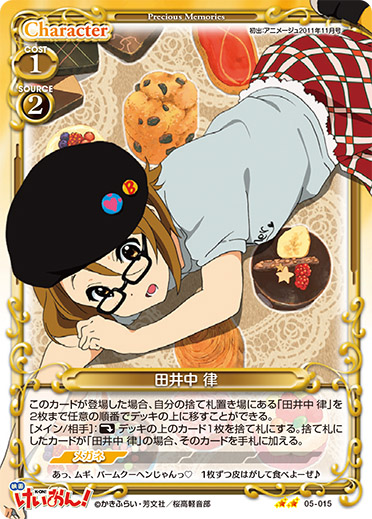 Precious Memories
Character
初出:アニメージュ2011年11月号
COST
1
SOURCE
2
B
田井中 律
このカードが登場した場合、自分の捨て札置き場にある「田井中 律」を
2枚まで任意の順番でデッキの上に移すことができる。
[メイン/相手]: デッキの上のカード1枚を捨て札にする。捨て札に
したカードが「田井中 律」の場合、そのカードを手札に加える。
メガネ
あっ、ムギ、バームクーヘンじゃんっ♡ 1枚ずつ皮はがして食べよーぜ♪
映画
K-ON!
けいおん!
©かきふらい・芳文社/桜高軽音部
05-015